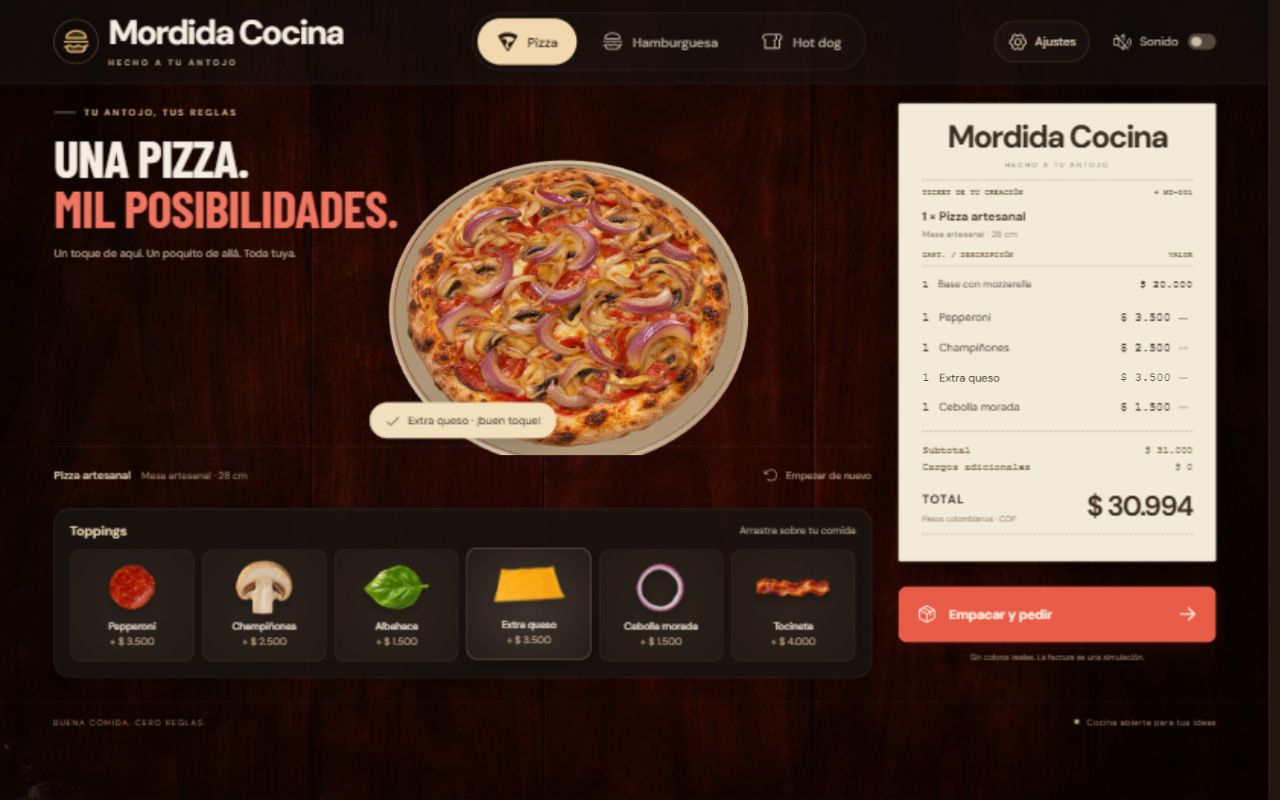 Mordida Cocina
HECHO A TU ANTOJO
Pizza
Hamburguesa
Hot dog
Ajustes
Sonido
TU ANTOJO, TUS REGLAS
UNA PIZZA.
MIL POSIBILIDADES.
Un toque de aquí. Un poquito de allá. Toda tuya.
Extra queso · ¡buen toque!
Pizza artesanal Masa artesanal · 28 cm
Empezar de nuevo
Toppings
Arrastra sobre tu comida
Pepperoni
+ $ 3.500
Champiñones
+ $ 2.500
Albahaca
+ $ 1.500
Extra queso
+ $ 3.500
Cebolla morada
+ $ 1.500
Tocineta
+ $ 4.000
Mordida Cocina
HECHO A TU ANTOJO
TICKET DE TU CREACIÓN
1 × Pizza artesanal
Masa artesanal · 28 cm
CANT. / DESCRIPCIÓN VALOR
1 Base con mozzarella $ 20.000
1 Pepperoni $ 3.500 —
1 Champiñones $ 2.500 —
1 Extra queso $ 3.500 —
1 Cebolla morada $ 1.500 —
Subtotal $ 31.000
Cargos adicionales $ 0
TOTAL $ 30.994
Pesos colombianos · COP
Empacar y pedir
Sin cobros reales. La factura es una simulación.
BUENA COMIDA. CERO REGLAS.
Cocina abierta para tus ideas